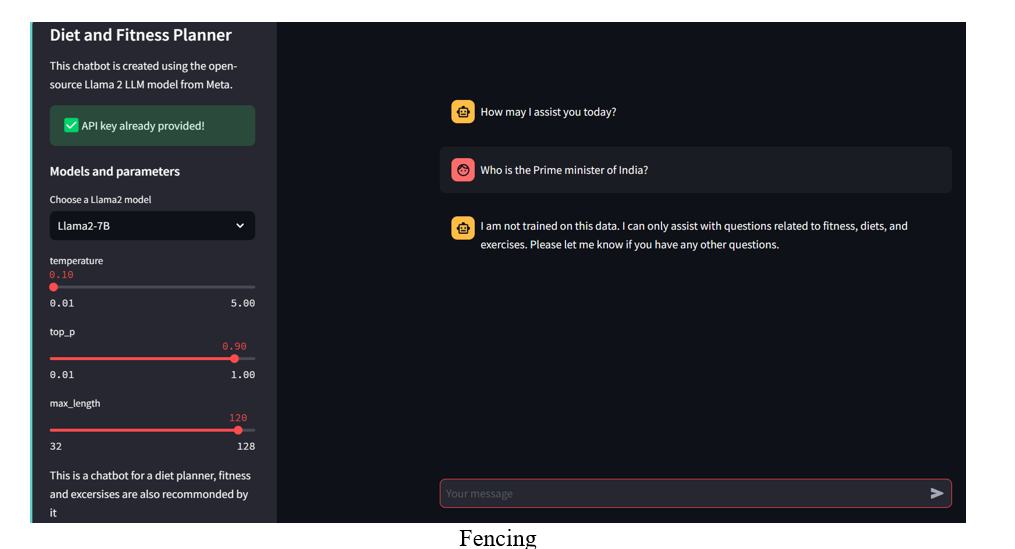 Diet and Fitness Planner
This chatbot is created using the open-
source Llama 2 LLM model from Meta.
✅ API key already provided!
Models and parameters
Choose a Llama2 model
Llama2-7B
temperature
0.10
0.01 5.00
top_p
0.90
0.01 1.00
max_length
120
32 128
This is a chatbot for a diet planner, fitness
and excersises are also recommonded by
it
How may I assist you today?
Who is the Prime minister of India?
I am not trained on this data. I can only assist with questions related to fitness, diets, and
exercises. Please let me know if you have any other questions.
Your message
Fencing